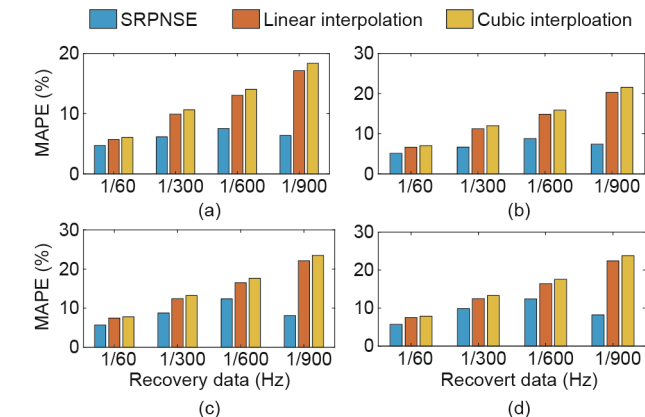 SRPNSE Linear interpolation Cubic interploation
MAPE (%)
20
10
0
1/60 1/300 1/600 1/900
(a)
30
20
10
0
1/60 1/300 1/600 1/900
(b)
MAPE (%)
30
20
10
0
1/60 1/300 1/600 1/900
Recovery data (Hz)
(c)
30
20
10
0
1/60 1/300 1/600 1/900
Recovert data (Hz)
(d)